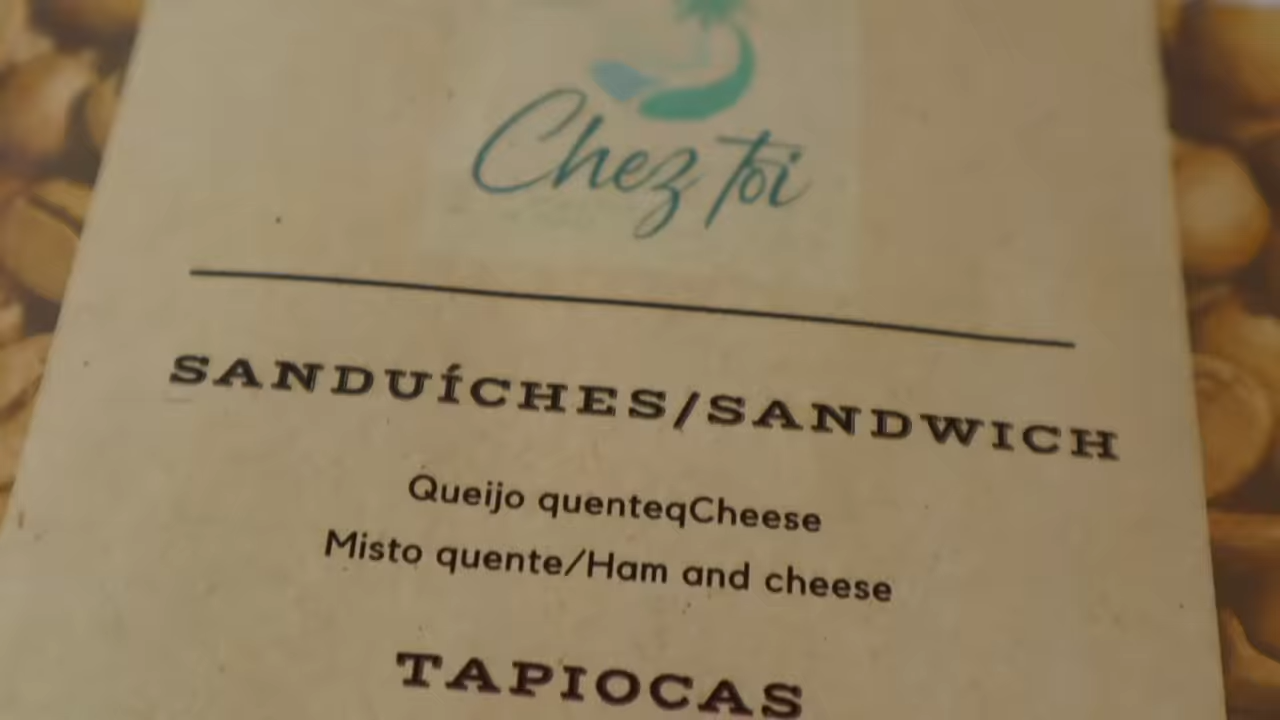 Chez toi
SANDUÍCHES/SANDWICH
Queijo quenteqCheese
Misto quente/Ham and cheese
TAPIOCAS